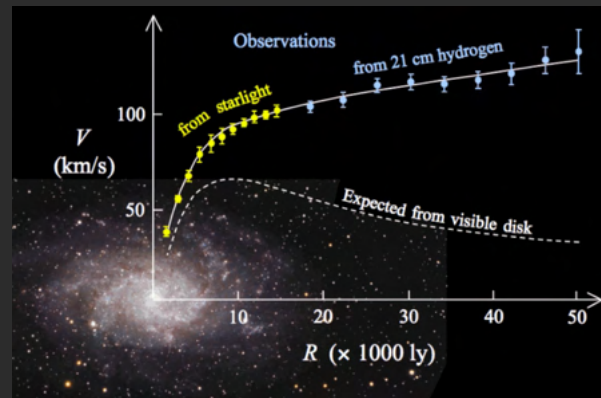 Observations
from starlight
from 21 cm hydrogen
V
(km/s)
100
50
Expected from visible disk
10
20
30
40
50
R (× 1000 ly)